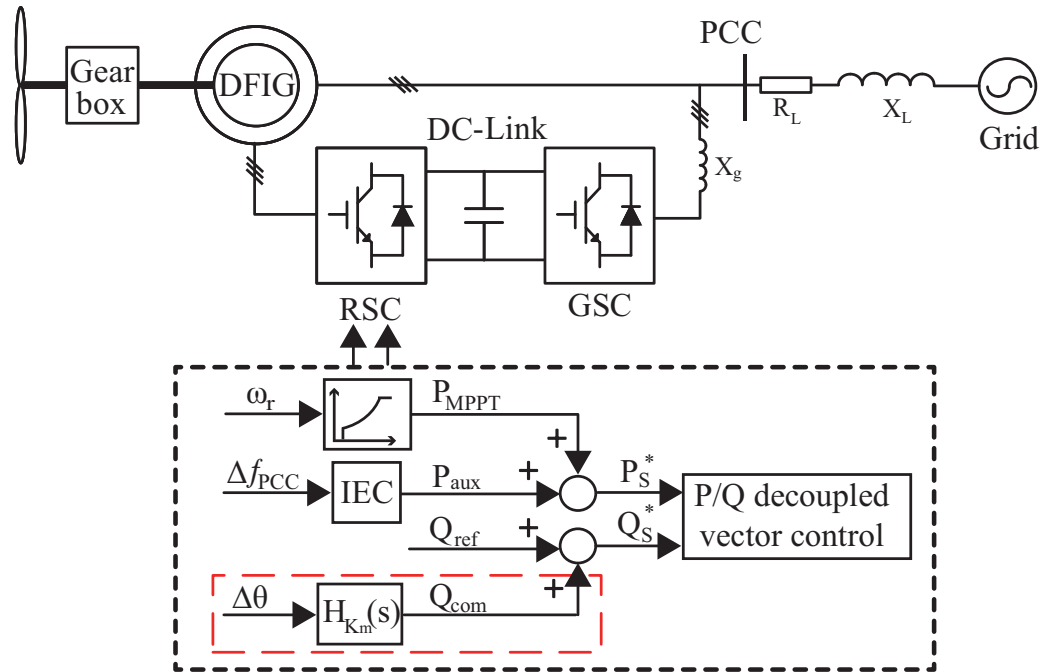 PCC
Gear
box
DFIG
R_L
X_L
Grid
DC-Link
X_g
RSC
GSC
ω_r
P_MPPT
+
Δf_PCC
IEC
P_aux
+
P_S^*
Q_ref
+
Q_S^*
P/Q decoupled
vector control
Δθ
H_Km(s)
Q_com
+